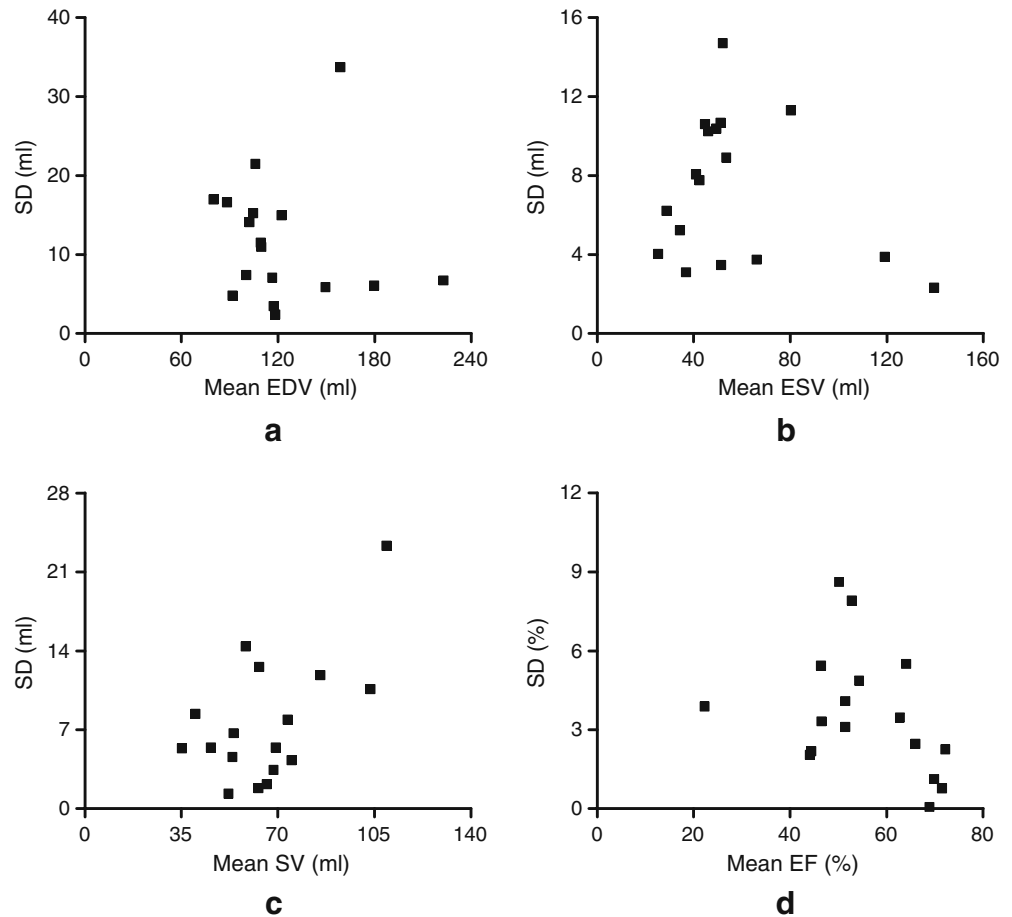 40
30
20
10
0
SD (ml)
0 60 120 180 240
Mean EDV (ml)
a
16
12
8
4
0
SD (ml)
0 40 80 120 160
Mean ESV (ml)
b
28
21
14
7
0
SD (ml)
0 35 70 105 140
Mean SV (ml)
c
12
9
6
3
0
SD (%)
0 20 40 60 80
Mean EF (%)
d